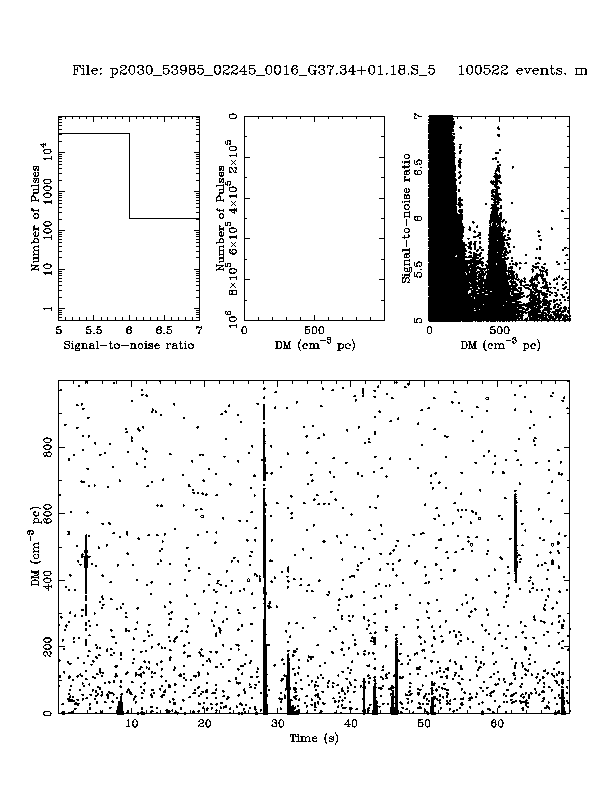 File: p2030_53985_02245_0016_G37.34+01.18.S_5 100522 events. m
Number of Pulses
1 10 100 1000 10⁴
5 5.5 6 6.5 7
Signal-to-noise ratio
Number of Pulses
0 2×10⁵ 4×10⁵ 6×10⁵ 8×10⁵ 10⁶
0 500
DM (cm⁻³ pc)
Signal-to-noise ratio
5 5.5 6 6.5 7
0 500
DM (cm⁻³ pc)
DM (cm⁻³ pc)
0 200 400 600 800
10 20 30 40 50 60 70
Time (s)